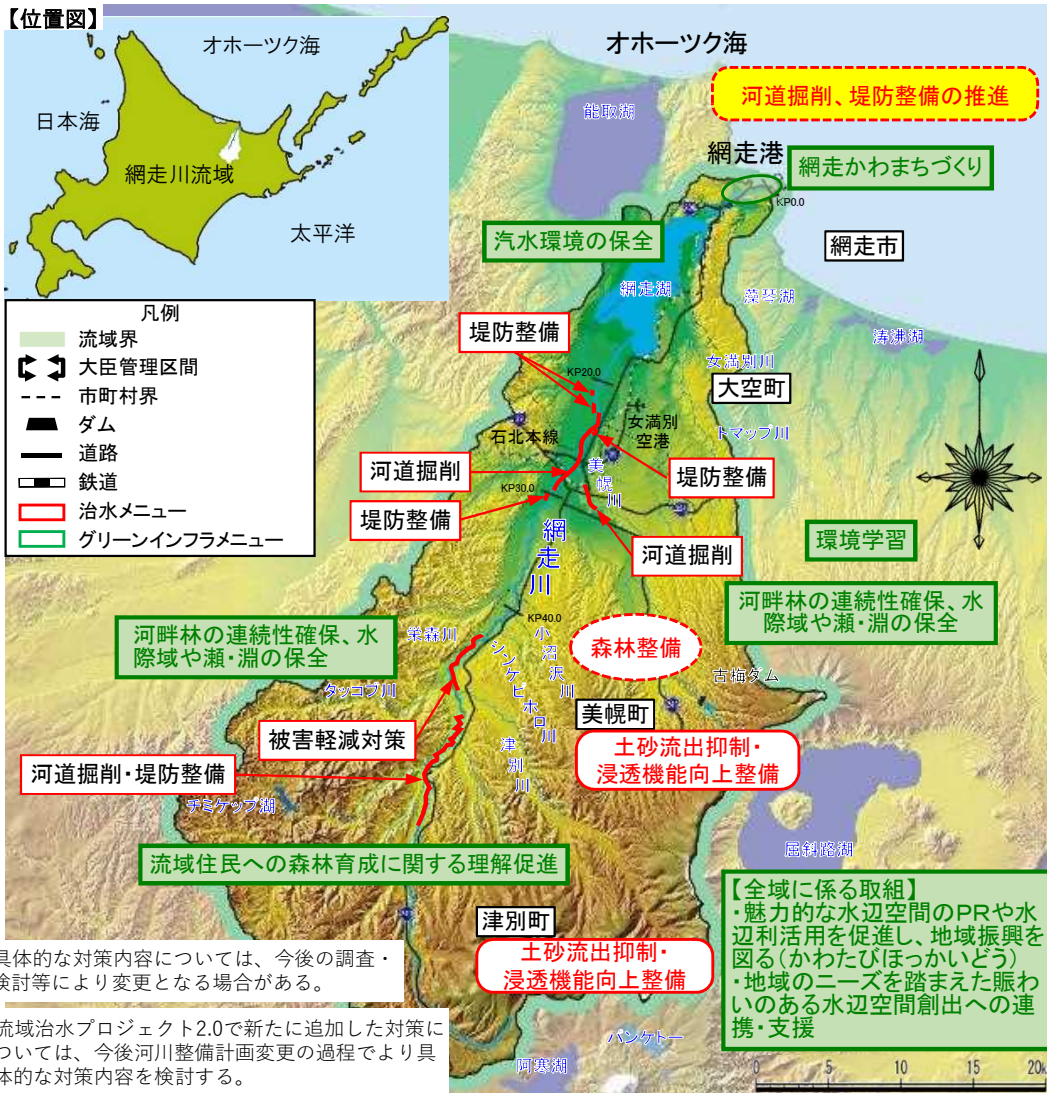 【位置図】
オホーツク海
日本海
網走川流域
太平洋
オホーツク海
河道掘削、堤防整備の推進
能取湖
網走港
網走かわまちづくり
KP0.0
汽水環境の保全
網走市
網走湖
藻琴湖
濤沸湖
凡例
流域界
大臣管理区間
市町村界
ダム
道路
鉄道
治水メニュー
グリーンインフラメニュー
堤防整備
KP20.0
女満別川
大空町
女満別
空港
トマップ川
石北本線
河道掘削
美幌川
堤防整備
KP30.0
堤防整備
河道掘削
網走川
環境学習
河畔林の連続性確保、水
際域や瀬・淵の保全
KP40.0
河畔林の連続性確保、水
際域や瀬・淵の保全
栄森川
小沼沢川
シンケピホロ川
森林整備
古梅ダム
タッコブ川
美幌町
被害軽減対策
津別川
土砂流出抑制・
浸透機能向上整備
河道掘削・堤防整備
チミケップ湖
屈斜路湖
流域住民への森林育成に関する理解促進
津別町
土砂流出抑制・
浸透機能向上整備
【全域に係る取組】
・魅力的な水辺空間のPRや水
辺利活用を促進し、地域振興を
図る(かわたびほっかいどう)
・地域のニーズを踏まえた賑わ
いのある水辺空間創出への連
携・支援
具体的な対策内容については、今後の調査・
検討等により変更となる場合がある。
流域治水プロジェクト2.0で新たに追加した対策に
ついては、今後河川整備計画変更の過程でより具
体的な対策内容を検討する。
パンケトー
阿寒湖
0 5 10 15 20k